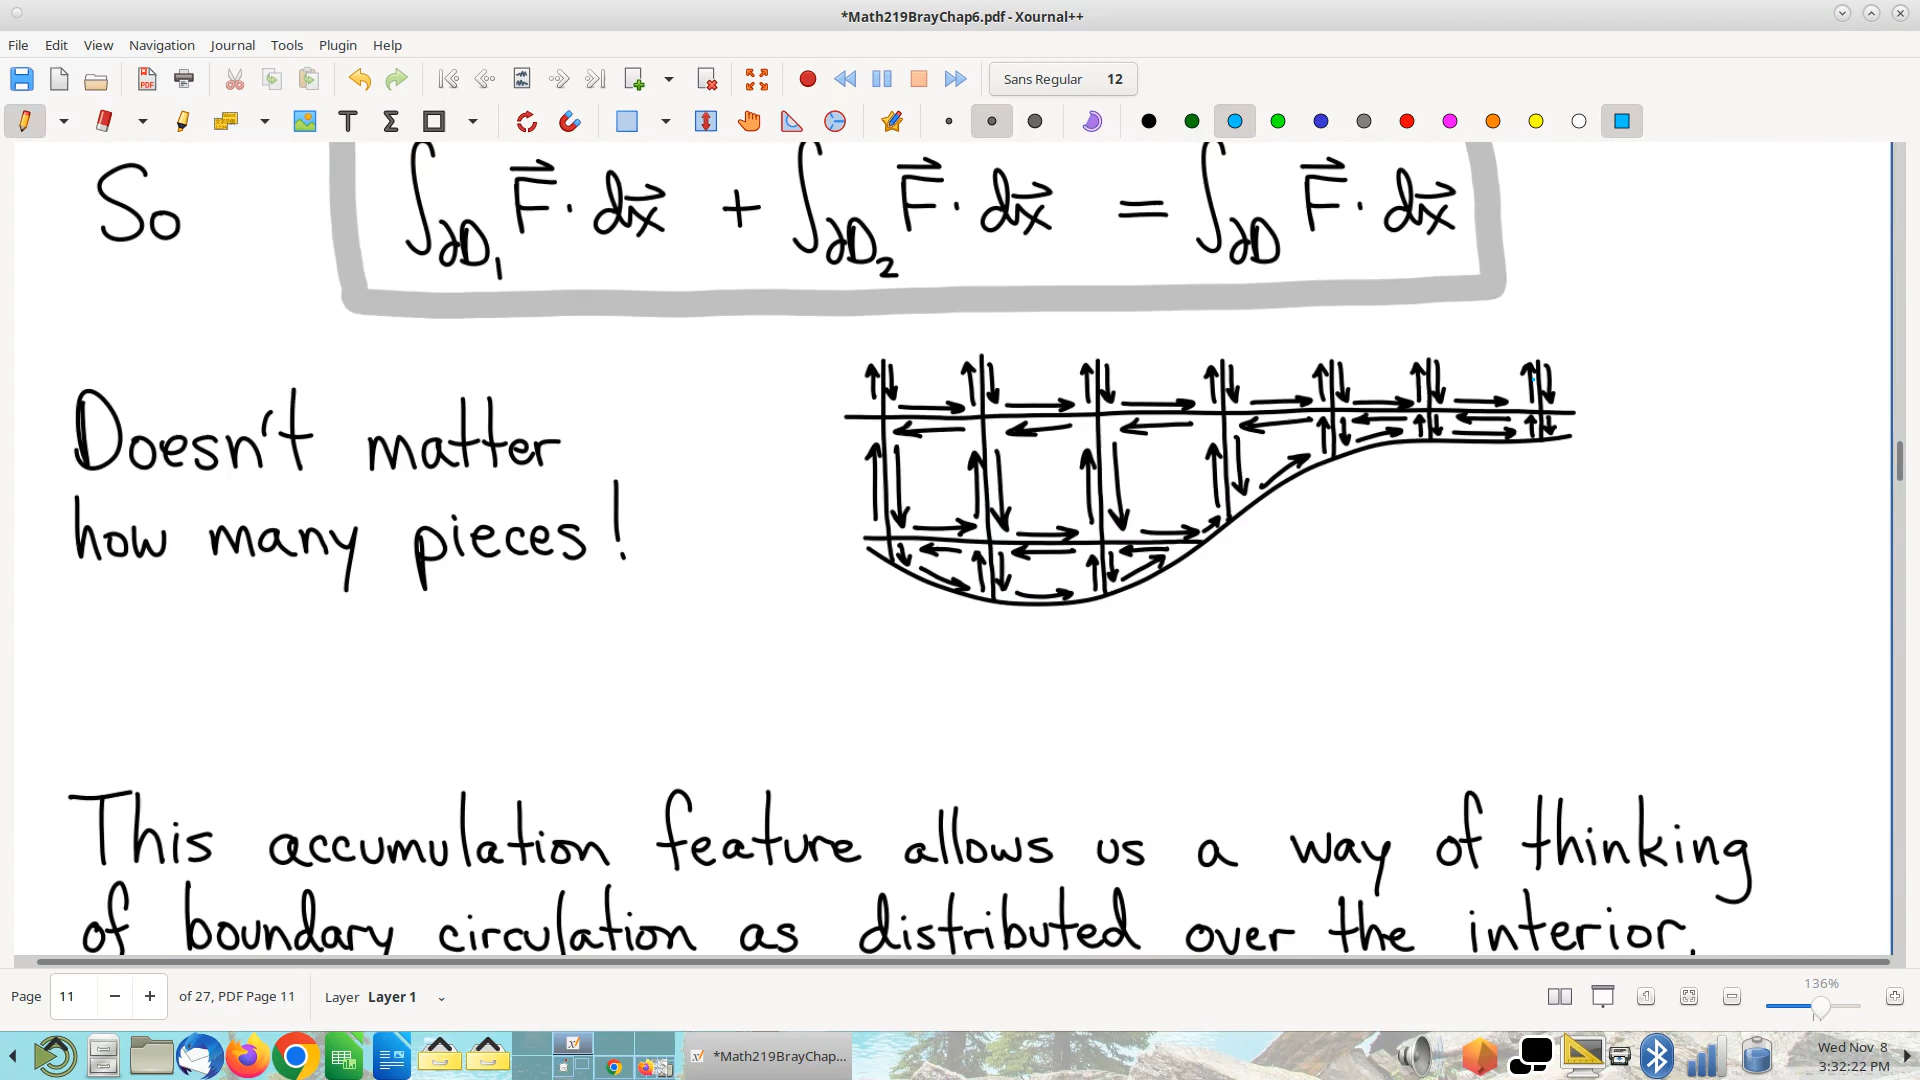 *Math219BrayChap6.pdf - Xournal++
File Edit View Navigation Journal Tools Plugin Help
Sans Regular 12
So ∫∂D₁ F⃗ · dx⃗ + ∫∂D₂ F⃗ · dx⃗ = ∫∂D F⃗ · dx⃗
Doesn't matter
how many pieces!
This accumulation feature allows us a way of thinking
of boundary circulation as distributed over the interior.
Page 11 − + of 27, PDF Page 11 Layer Layer 1 136%
*Math219BrayChap... Wed Nov 8
3:32:22 PM